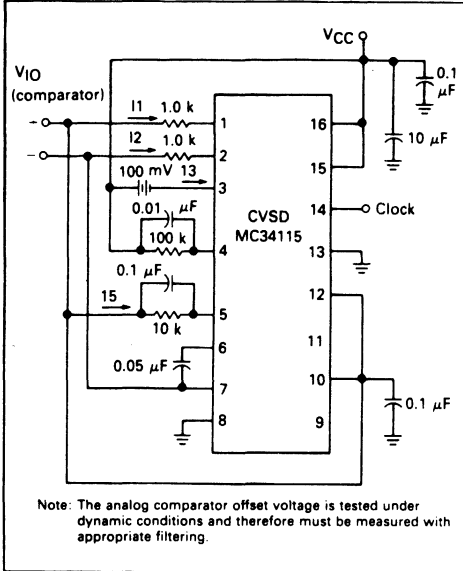 VCC
0.1
μF
10 μF
VIO
(comparator)
+
−
I1
1.0 k
I2
1.0 k
100 mV
I3
0.01 μF
100 k
0.1 μF
I5
10 k
0.05 μF
1
2
3
4
5
6
7
8
CVSD
MC34115
16
15
14
13
12
11
10
9
Clock
0.1 μF
Note: The analog comparator offset voltage is tested under
dynamic conditions and therefore must be measured with
appropriate filtering.